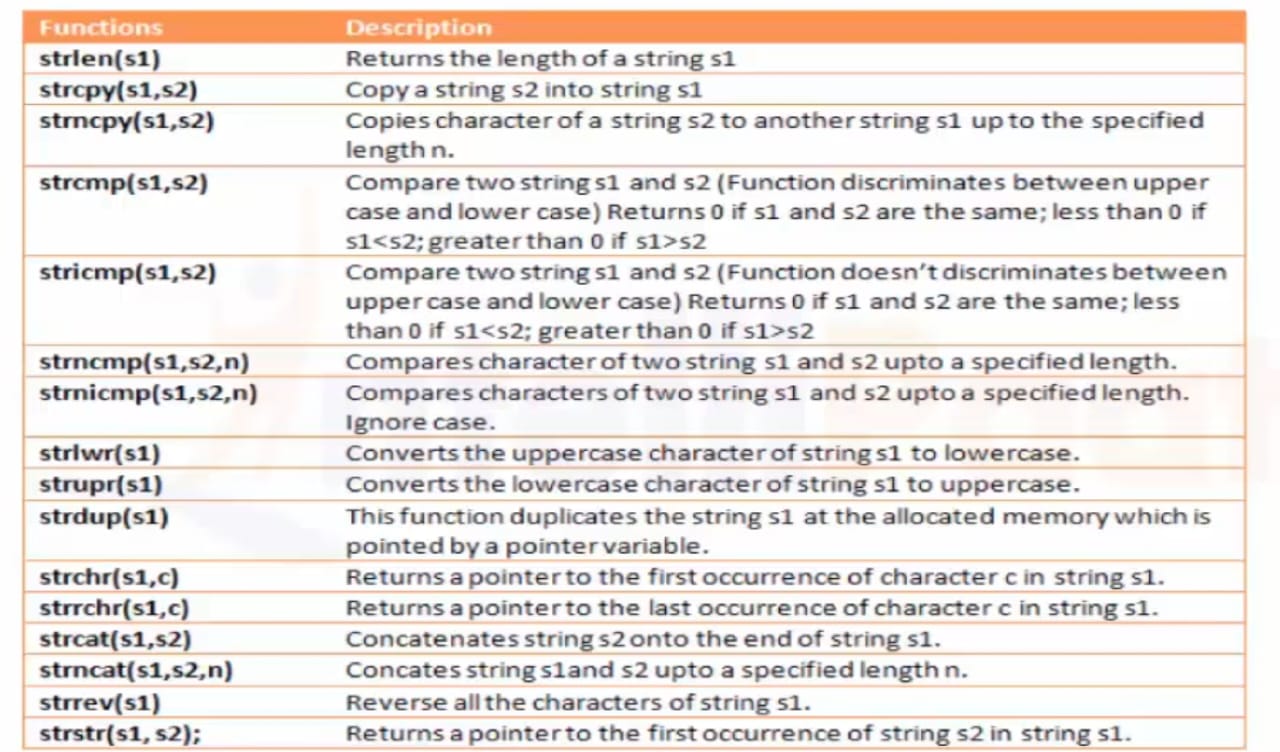 Functions Description
strlen(s1) Returns the length of a string s1
strcpy(s1,s2) Copy a string s2 into string s1
strncpy(s1,s2) Copies character of a string s2 to another string s1 up to the specified
length n.
strcmp(s1,s2) Compare two string s1 and s2 (Function discriminates between upper
case and lower case) Returns 0 if s1 and s2 are the same; less than 0 if
s1<s2; greater than 0 if s1>s2
stricmp(s1,s2) Compare two string s1 and s2 (Function doesn't discriminates between
upper case and lower case) Returns 0 if s1 and s2 are the same; less
than 0 if s1<s2; greater than 0 if s1>s2
strncmp(s1,s2,n) Compares character of two string s1 and s2 upto a specified length.
strnicmp(s1,s2,n) Compares characters of two string s1 and s2 upto a specified length.
Ignore case.
strlwr(s1) Converts the uppercase character of string s1 to lowercase.
strupr(s1) Converts the lowercase character of string s1 to uppercase.
strdup(s1) This function duplicates the string s1 at the allocated memory which is
pointed by a pointer variable.
strchr(s1,c) Returns a pointer to the first occurrence of character c in string s1.
strrchr(s1,c) Returns a pointer to the last occurrence of character c in string s1.
strcat(s1,s2) Concatenates string s2 onto the end of string s1.
strncat(s1,s2,n) Concates string s1and s2 upto a specified length n.
strrev(s1) Reverse all the characters of string s1.
strstr(s1, s2); Returns a pointer to the first occurrence of string s2 in string s1.